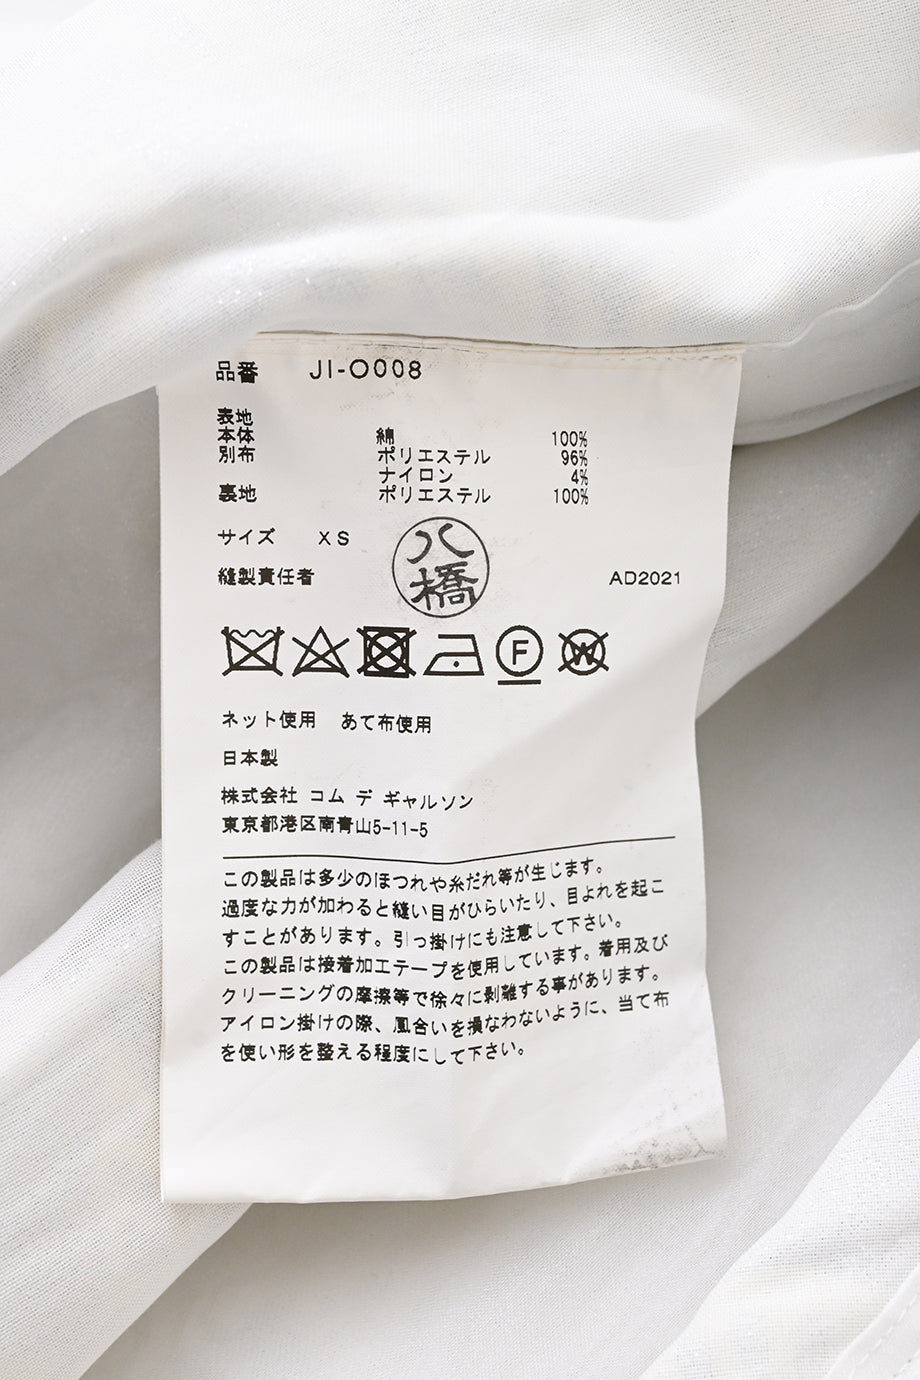 品番 JI-O008
表地
本体 綿 100%
別布 ポリエステル 96%
ナイロン 4%
裏地 ポリエステル 100%
サイズ XS
縫製責任者 八橋 AD2021
F W
ネット使用 あて布使用
日本製
株式会社 コム デ ギャルソン
東京都港区南青山5-11-5
この製品は多少のほつれや糸だれ等が生じます。
過度な力が加わると縫い目がひらいたり、目よれを起こ
すことがあります。引っ掛けにも注意して下さい。
この製品は接着加工テープを使用しています。着用及び
クリーニングの摩擦等で徐々に剥離する事があります。
アイロン掛けの際、風合いを損なわないように、当て布
を使い形を整える程度にして下さい。